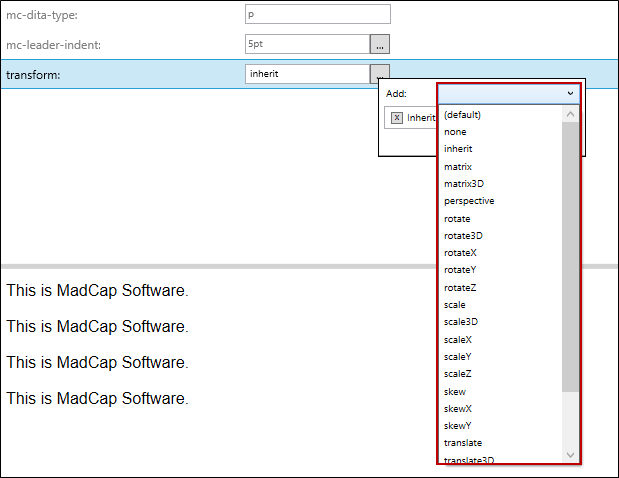 mc-dita-type: p
mc-leader-indent: 5pt ...
transform: inherit ...
Add:
Inherit
(default)
none
inherit
matrix
matrix3D
perspective
rotate
rotate3D
rotateX
rotateY
rotateZ
scale
scale3D
scaleX
scaleY
scaleZ
skew
skewX
skewY
translate
translate3D
This is MadCap Software.
This is MadCap Software.
This is MadCap Software.
This is MadCap Software.